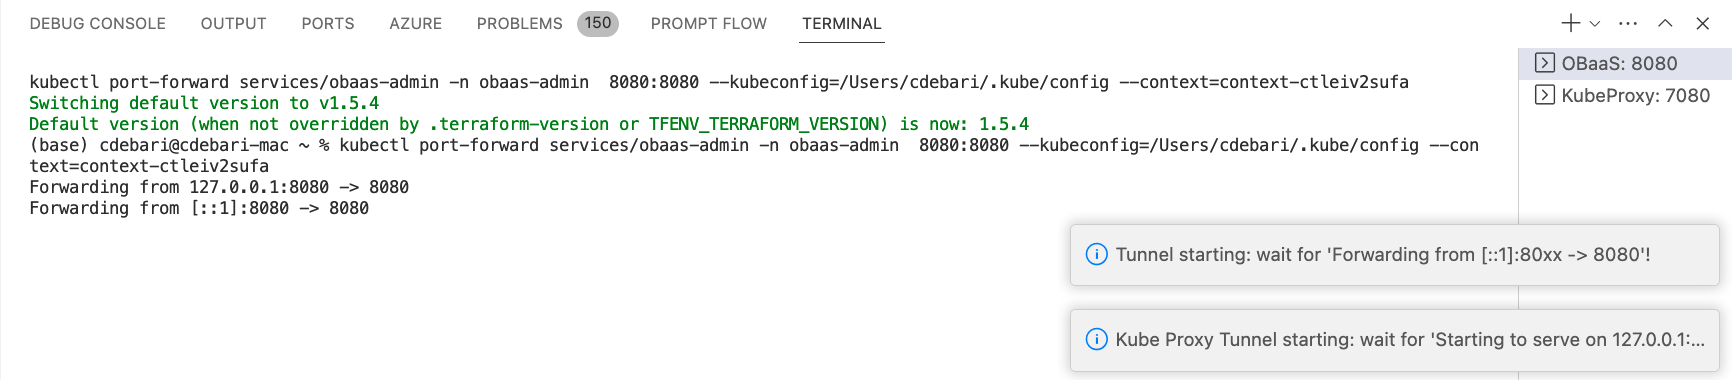 DEBUG CONSOLE OUTPUT PORTS AZURE PROBLEMS 150 PROMPT FLOW TERMINAL
kubectl port-forward services/obaas-admin -n obaas-admin  8080:8080 --kubeconfig=/Users/cdebari/.kube/config --context=context-ctleiv2sufa
Switching default version to v1.5.4
Default version (when not overridden by .terraform-version or TFENV_TERRAFORM_VERSION) is now: 1.5.4
(base) cdebari@cdebari-mac ~ % kubectl port-forward services/obaas-admin -n obaas-admin  8080:8080 --kubeconfig=/Users/cdebari/.kube/config --con
text=context-ctleiv2sufa
Forwarding from 127.0.0.1:8080 -> 8080
Forwarding from [::1]:8080 -> 8080
OBaaS: 8080
KubeProxy: 7080
Tunnel starting: wait for 'Forwarding from [::1]:80xx -> 8080'!
Kube Proxy Tunnel starting: wait for 'Starting to serve on 127.0.0.1:...